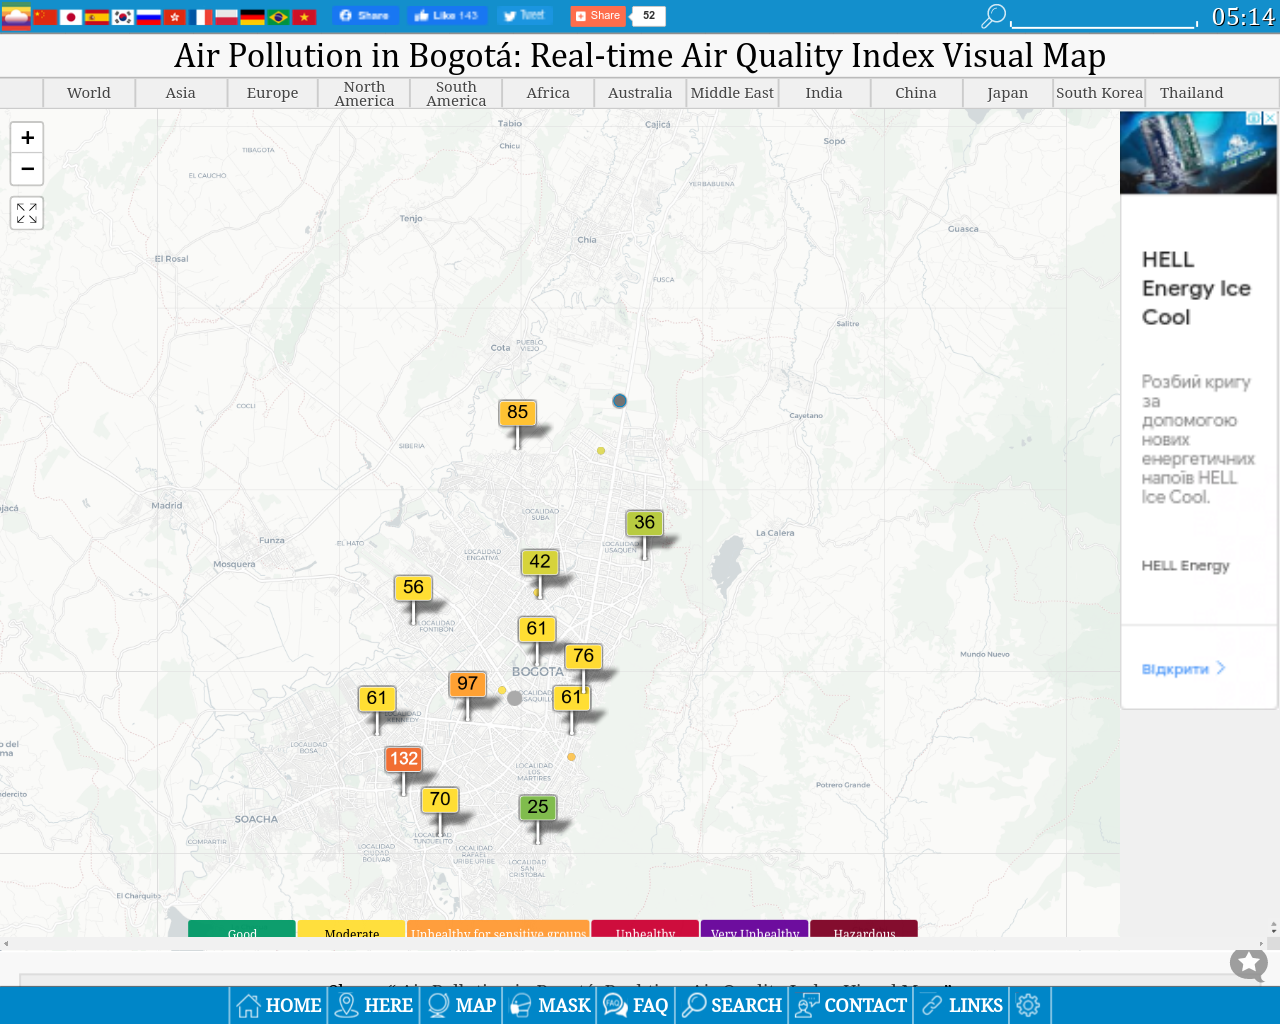 Share
Like 143
Tweet
Share
52
05:14
Air Pollution in Bogotá: Real-time Air Quality Index Visual Map
World
Asia
Europe
North
America
South
America
Africa
Australia
Middle East
India
China
Japan
South Korea
Thailand
+
−
Tabio
Chicu
Cajicá
Sopó
TIBAGOTA
EL CAUCHO
YERBABUENA
Tenjo
Guasca
Chía
El Rosal
FUSCA
Salitre
PUEBLO
VIEJO
Cota
COCLI
85
Cayetano
SIBERIA
Madrid
LOCALIDAD
SUBA
36
Funza
EL HATO
La Calera
LOCALIDAD
ENGATIVA
LOCALIDAD
USAQUEN
Mosquera
42
56
LOCALIDAD
FONTIBON
61
76
Mundo Nuevo
BOGOTA
97
61
61
LOCALIDAD
KENNEDY
LOCALIDAD
BOSA
132
LOCALIDAD
LOS
MARTIRES
Potrero Grande
70
25
SOACHA
COMPARTIR
TUNJUELITO
LOCALIDAD
CIUDAD
BOLIVAR
LOCALIDAD
RAFAEL
URIBE URIBE
LOCALIDAD
SAN
CRISTOBAL
El Charquito
Good
Moderate
Unhealthy for sensitive groups
Unhealthy
Very Unhealthy
Hazardous
HELL
Energy Ice
Cool
Розбий кригу
за
допомогою
нових
енергетичних
напоїв HELL
Ice Cool.
HELL Energy
Відкрити
HOME
HERE
MAP
MASK
FAQ
FAQ
SEARCH
CONTACT
LINKS